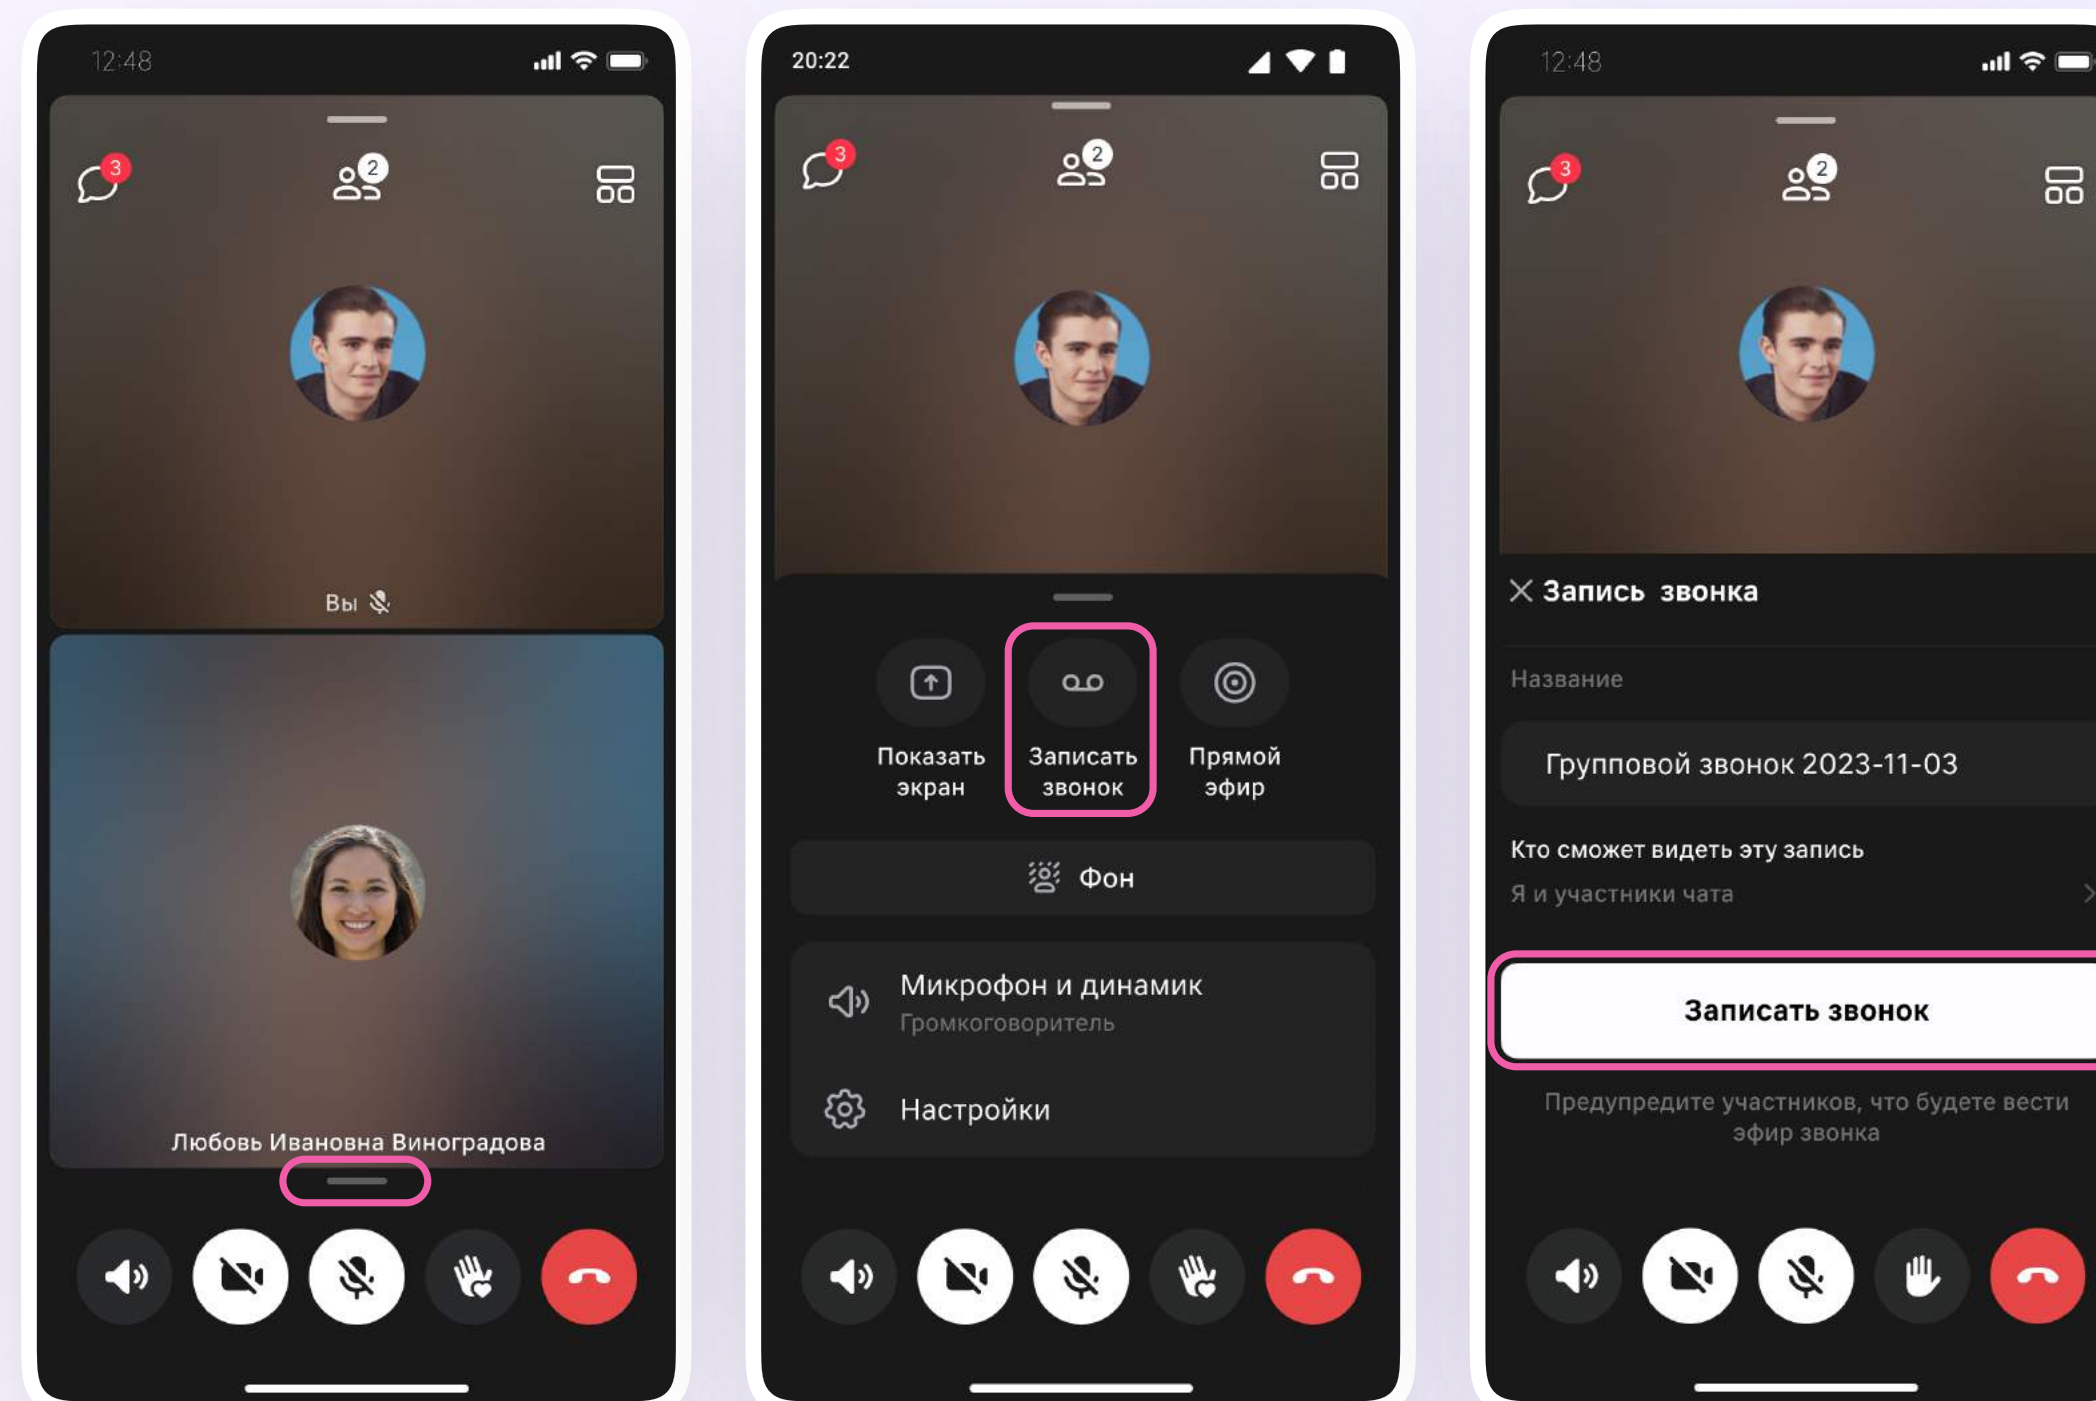 12:48
3
2
Вы
Любовь Ивановна Виноградова
20:22
3
2
Показать
экран
Записать
звонок
Прямой
эфир
Фон
Микрофон и динамик
Громкоговоритель
Настройки
12:48
3
2
Запись звонка
Название
Групповой звонок 2023-11-03
Кто сможет видеть эту запись
Я и участники чата
Записать звонок
Предупредите участников, что будете вести
эфир звонка